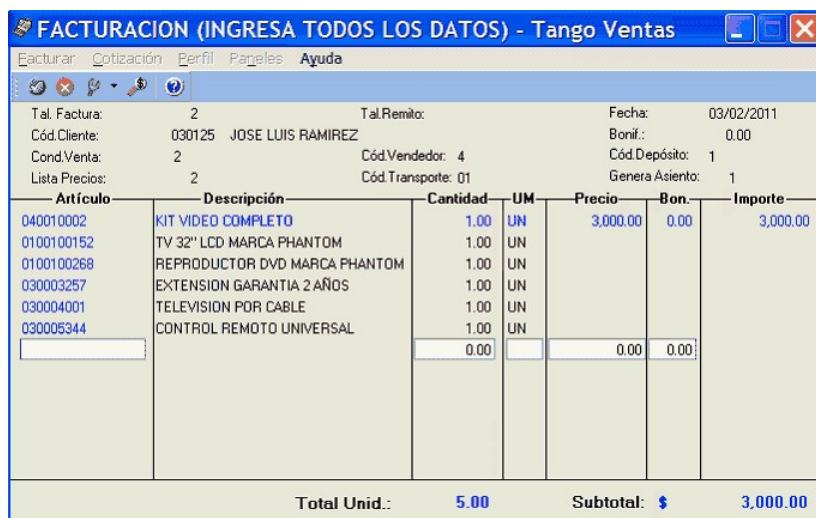 FACTURACION (INGRESA TODOS LOS DATOS) - Tango Ventas
Facturar Cotización Perfil Paneles Ayuda
Tal. Factura: 2 Tal.Remito: Fecha: 03/02/2011
Cód.Cliente: 030125 JOSE LUIS RAMIREZ Bonif.: 0.00
Cond.Venta: 2 Cód.Vendedor: 4 Cód.Depósito: 1
Lista Precios: 2 Cód.Transporte: 01 Genera Asiento: 1
Artículo Descripción Cantidad UM Precio Bon. Importe
040010002 KIT VIDEO COMPLETO 1.00 UN 3,000.00 0.00 3,000.00
0100100152 TV 32" LCD MARCA PHANTOM 1.00 UN
0100100268 REPRODUCTOR DVD MARCA PHANTOM 1.00 UN
030003257 EXTENSION GARANTIA 2 AÑOS 1.00 UN
030004001 TELEVISION POR CABLE 1.00 UN
030005344 CONTROL REMOTO UNIVERSAL 1.00 UN
0.00 0.00 0.00
Total Unid.: 5.00 Subtotal: $ 3,000.00